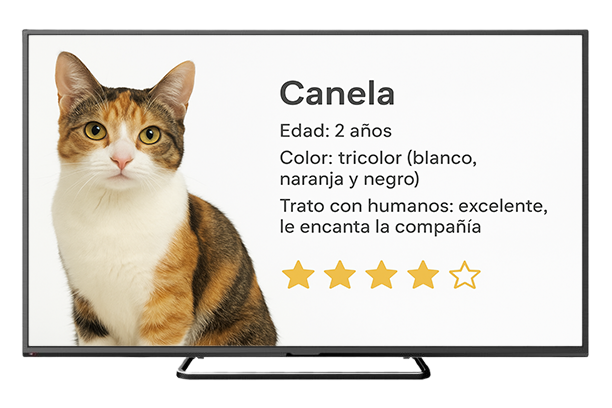 Canela
Edad: 2 años
Color: tricolor (blanco,
naranja y negro)
Trato con humanos: excelente,
le encanta la compañía